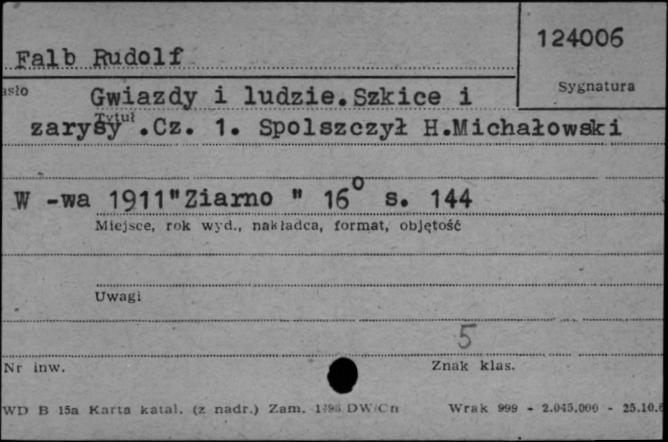 Falb Rudolf
124006
Sygnatura
Gwiazdy i ludzie. Szkice i
Tytuł
zarysy. Cz. 1. Spolszczył H.Michałowski
W -wa 1911 "Ziarno " 16° s. 144
Miejsce, rok wyd., nakładca, format, objętość
Uwagi
5
Nr inw.
Znak klas.
WD B 15a Karta katal. (z nadr.) Zam. DW/Cn Wrak 999 - 2.045.000 - 25.10.